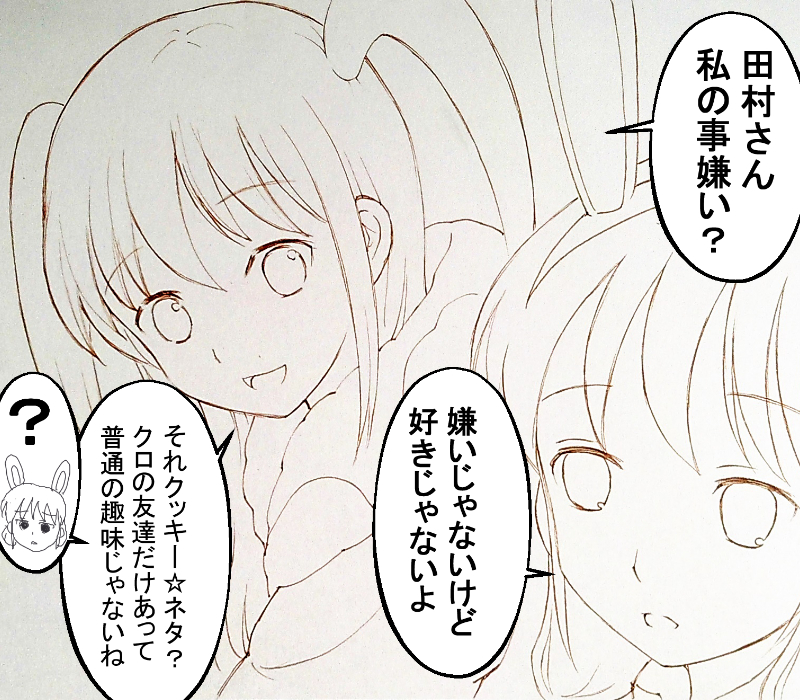 田村さん
私の事嫌い？
嫌いじゃないけど
好きじゃないよ
それクッキー☆ネタ？
クロの友達だけあって
普通の趣味じゃないね
？